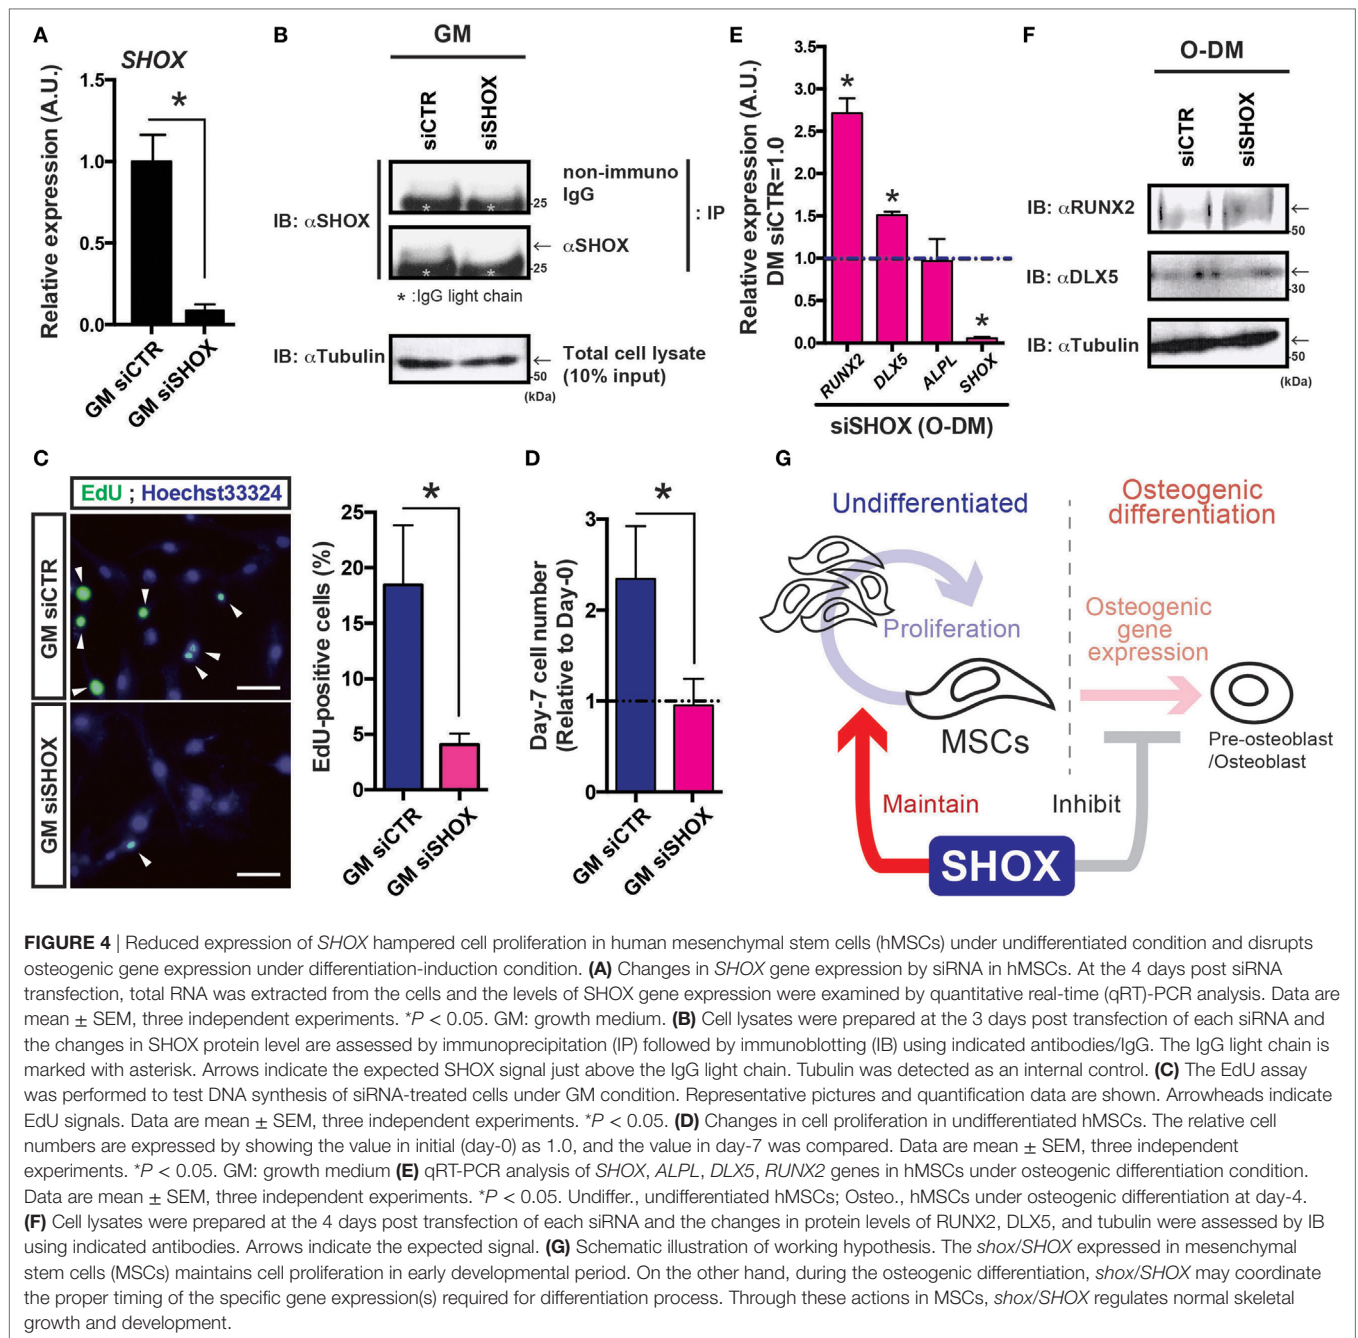 A
SHOX
Relative expression (A.U.)
1.5
1.0
0.5
0.0
*
GM siCTR
GM siSHOX
B
GM
siCTR
siSHOX
IB: αSHOX
non-immuno
IgG
-25
* *
: IP
← αSHOX
-25
* *
* :IgG light chain
IB: αTubulin
←
-50
Total cell lysate
(10% input)
(kDa)
E
Relative expression (A.U.)
DM siCTR=1.0
3.5
3.0
2.5
2.0
1.5
1.0
0.5
0.0
*
*
*
RUNX2
DLX5
ALPL
SHOX
siSHOX (O-DM)
F
O-DM
siCTR
siSHOX
IB: αRUNX2
←
-50
IB: αDLX5
←
-30
IB: αTubulin
←
-50
(kDa)
C
EdU ; Hoechst33324
GM siCTR
GM siSHOX
EdU-positive cells (%)
25
20
15
10
5
0
*
GM siCTR
GM siSHOX
D
Day-7 cell number
(Relative to Day-0)
3
2
1
0
*
GM siCTR
GM siSHOX
G
Undifferentiated
Osteogenic
differentiation
Proliferation
Osteogenic
gene
expression
MSCs
Pre-osteoblast
/Osteoblast
Maintain
Inhibit
SHOX
FIGURE 4 | Reduced expression of SHOX hampered cell proliferation in human mesenchymal stem cells (hMSCs) under undifferentiated condition and disrupts
osteogenic gene expression under differentiation-induction condition. (A) Changes in SHOX gene expression by siRNA in hMSCs. At the 4 days post siRNA
transfection, total RNA was extracted from the cells and the levels of SHOX gene expression were examined by quantitative real-time (qRT)-PCR analysis. Data are
mean ± SEM, three independent experiments. *P < 0.05. GM: growth medium. (B) Cell lysates were prepared at the 3 days post transfection of each siRNA and
the changes in SHOX protein level are assessed by immunoprecipitation (IP) followed by immunoblotting (IB) using indicated antibodies/IgG. The IgG light chain is
marked with asterisk. Arrows indicate the expected SHOX signal just above the IgG light chain. Tubulin was detected as an internal control. (C) The EdU assay
was performed to test DNA synthesis of siRNA-treated cells under GM condition. Representative pictures and quantification data are shown. Arrowheads indicate
EdU signals. Data are mean ± SEM, three independent experiments. *P < 0.05. (D) Changes in cell proliferation in undifferentiated hMSCs. The relative cell
numbers are expressed by showing the value in initial (day-0) as 1.0, and the value in day-7 was compared. Data are mean ± SEM, three independent
experiments. *P < 0.05. GM: growth medium (E) qRT-PCR analysis of SHOX, ALPL, DLX5, RUNX2 genes in hMSCs under osteogenic differentiation condition.
Data are mean ± SEM, three independent experiments. *P < 0.05. Undiffer., undifferentiated hMSCs; Osteo., hMSCs under osteogenic differentiation at day-4.
(F) Cell lysates were prepared at the 4 days post transfection of each siRNA and the changes in protein levels of RUNX2, DLX5, and tubulin were assessed by IB
using indicated antibodies. Arrows indicate the expected signal. (G) Schematic illustration of working hypothesis. The shox/SHOX expressed in mesenchymal
stem cells (MSCs) maintains cell proliferation in early developmental period. On the other hand, during the osteogenic differentiation, shox/SHOX may coordinate
the proper timing of the specific gene expression(s) required for differentiation process. Through these actions in MSCs, shox/SHOX regulates normal skeletal
growth and development.